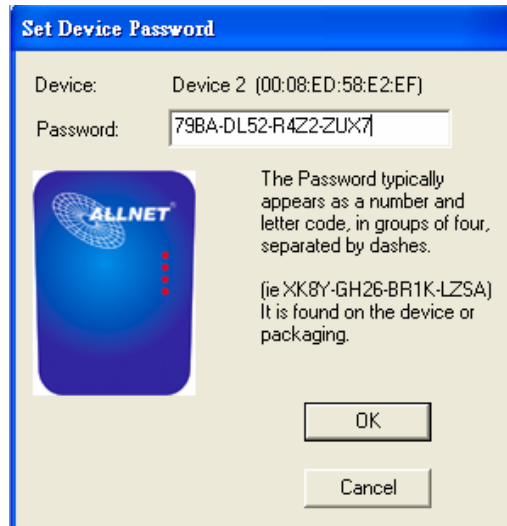 Set Device Password
Device: Device 2 (00:08:ED:58:E2:EF)
Password: 79BA-DL52-R4Z2-ZUX7
ALLNET
The Password typically
appears as a number and
letter code, in groups of four,
separated by dashes.
(ie XK8Y-GH26-BR1K-LZSA)
It is found on the device or
packaging.
OK
Cancel